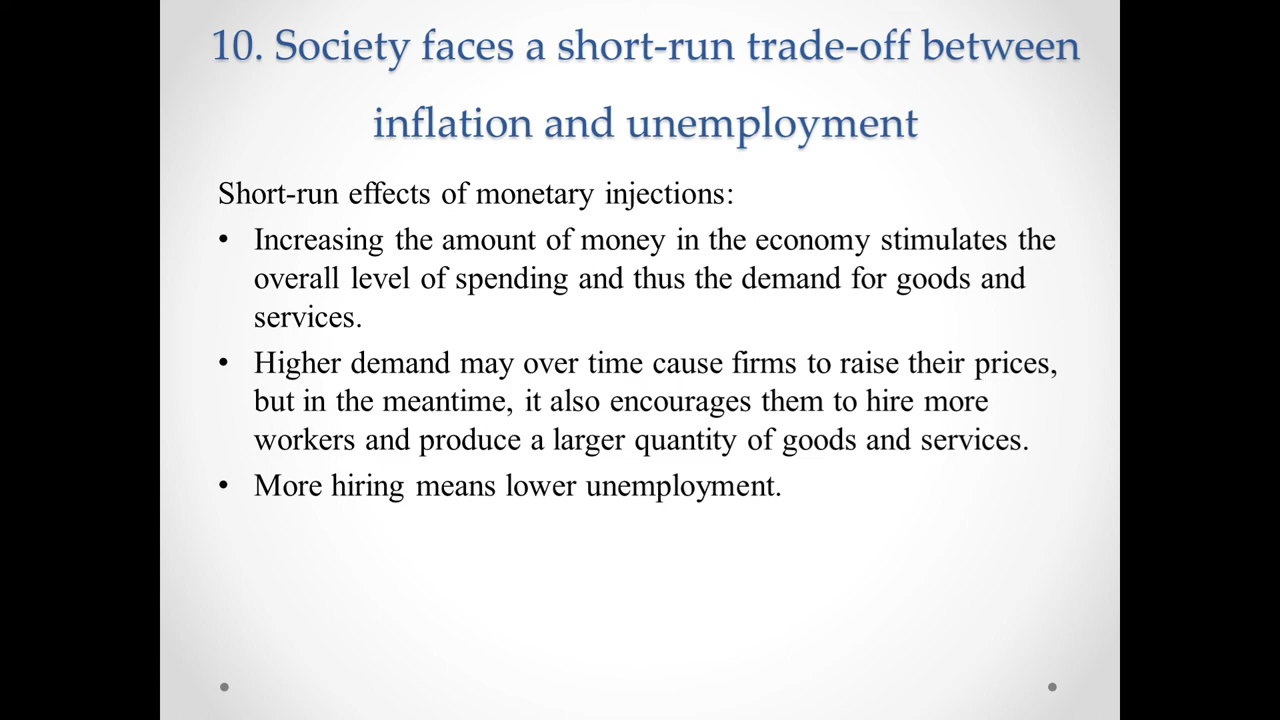 10. Society faces a short-run trade-off between
inflation and unemployment
Short-run effects of monetary injections:
• Increasing the amount of money in the economy stimulates the
overall level of spending and thus the demand for goods and
services.
• Higher demand may over time cause firms to raise their prices,
but in the meantime, it also encourages them to hire more
workers and produce a larger quantity of goods and services.
• More hiring means lower unemployment.